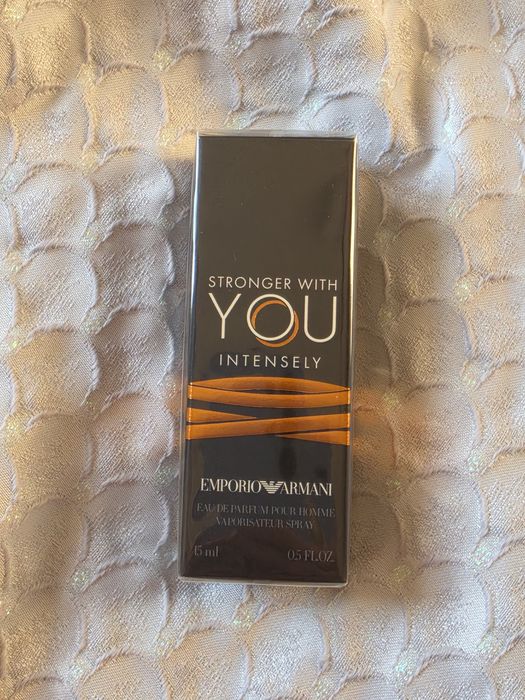 STRONGER WITH
YOU
INTENSELY
EMPORIO ARMANI
EAU DE PARFUM POUR HOMME
VAPORISATEUR SPRAY
15 ml 0.5 FL.OZ.